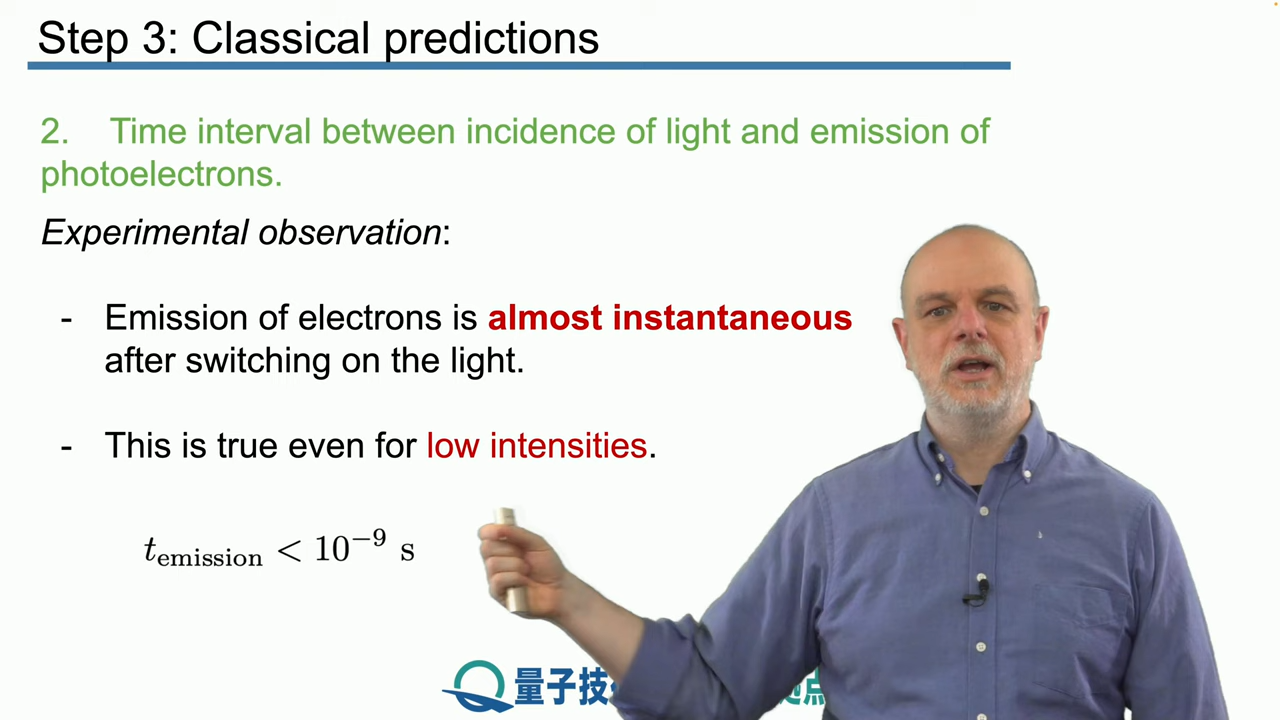 Step 3: Classical predictions
2. Time interval between incidence of light and emission of
photoelectrons.
Experimental observation:
- Emission of electrons is almost instantaneous
after switching on the light.
- This is true even for low intensities.
t_emission < 10^−9 s
量子技